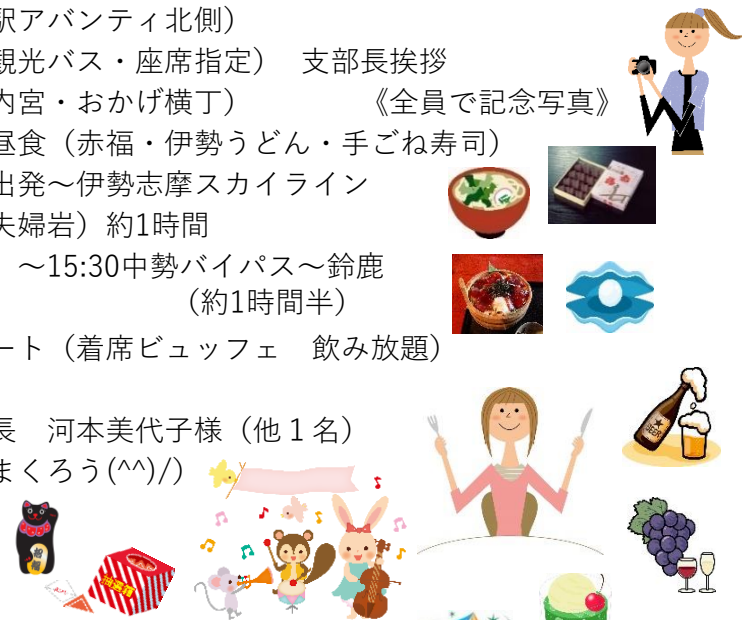 駅アバンティ北側）
観光バス・座席指定）　支部長挨拶
内宮・おかげ横丁）　　　　　《全員で記念写真》
昼食（赤福・伊勢うどん・手ごね寿司）
出発～伊勢志摩スカイライン
夫婦岩）約1時間
～15:30中勢バイパス～鈴鹿
（約1時間半）
ート（着席ビュッフェ　飲み放題）
長　河本美代子様（他１名）
まくろう(^^)/)